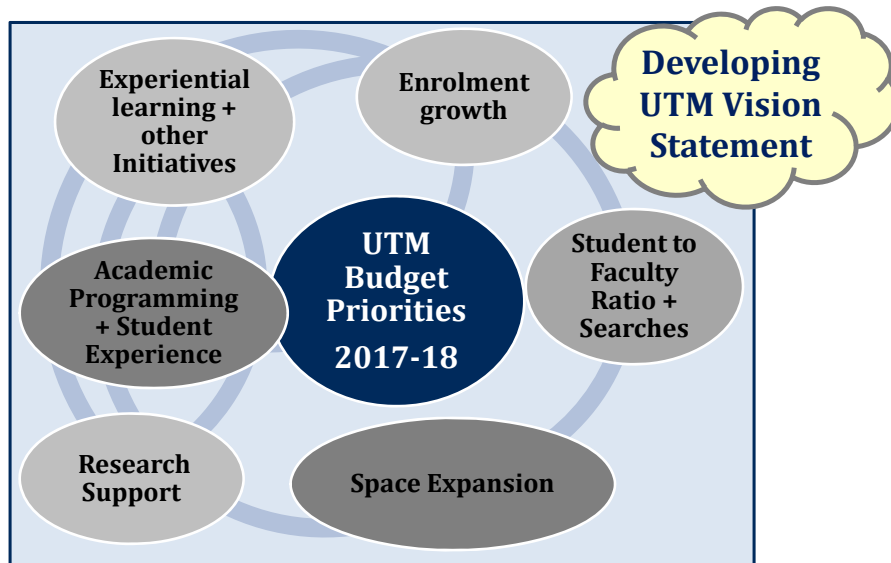 Developing
UTM Vision
Statement
Experiential
learning +
other
Initiatives
Enrolment
growth
UTM
Budget
Priorities
2017-18
Student to
Faculty
Ratio +
Searches
Academic
Programming
+ Student
Experience
Research
Support
Space Expansion